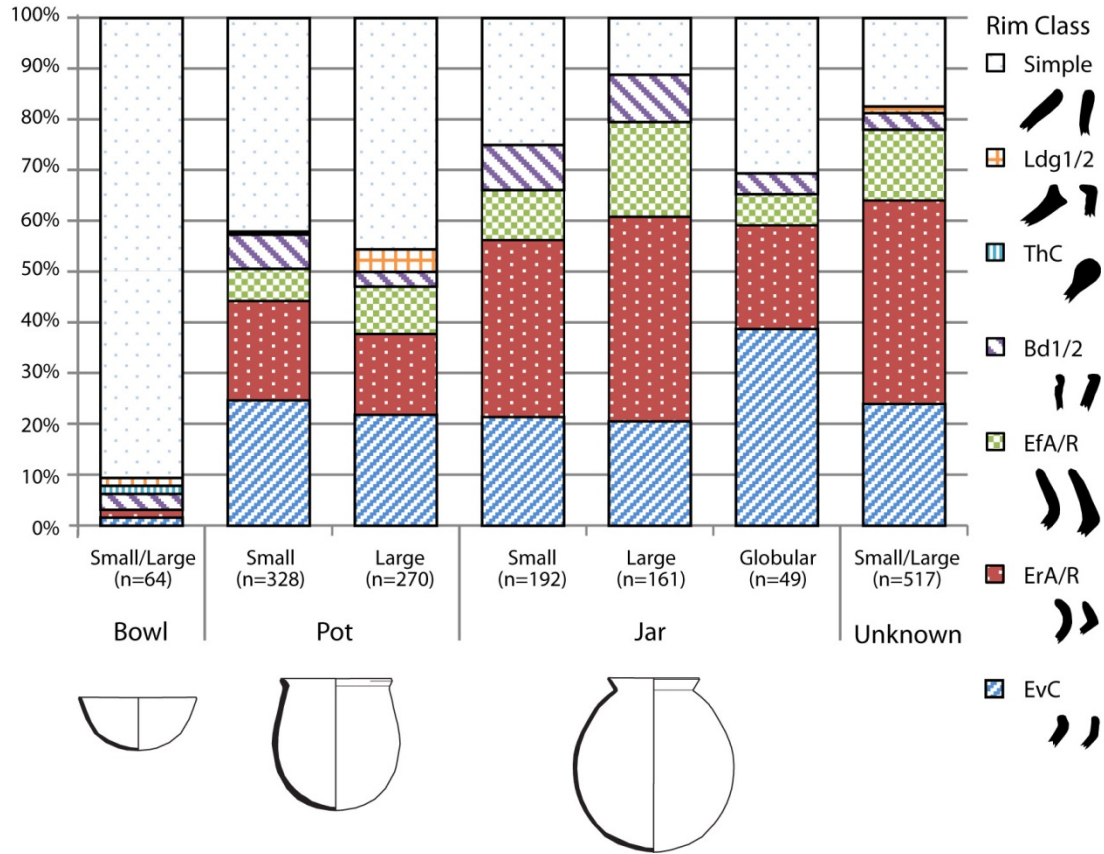 100%
90%
80%
70%
60%
50%
40%
30%
20%
10%
0%
Small/Large Small Large Small Large Globular Small/Large
(n=64) (n=328) (n=270) (n=192) (n=161) (n=49) (n=517)
Bowl Pot Jar Unknown
Rim Class
Simple
Ldg1/2
ThC
Bd1/2
EfA/R
ErA/R
EvC